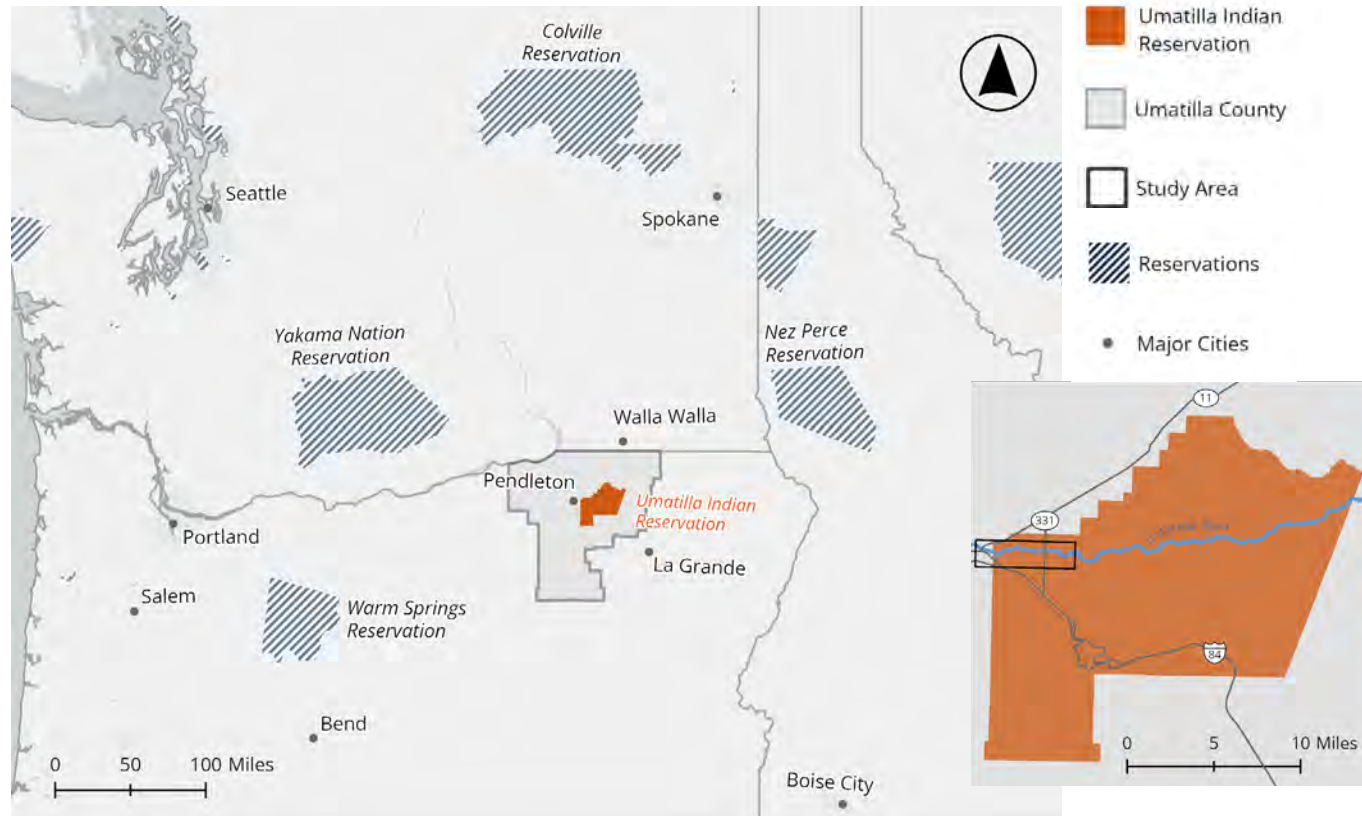 Colville
Reservation
Seattle
Spokane
Yakama Nation
Reservation
Nez Perce
Reservation
Walla Walla
Pendleton
Umatilla Indian
Reservation
Portland
La Grande
Salem
Warm Springs
Reservation
Bend
0 50 100 Miles
Boise City
Umatilla Indian
Reservation
Umatilla County
Study Area
Reservations
Major Cities
11
331
River
84
0 5 10 Miles